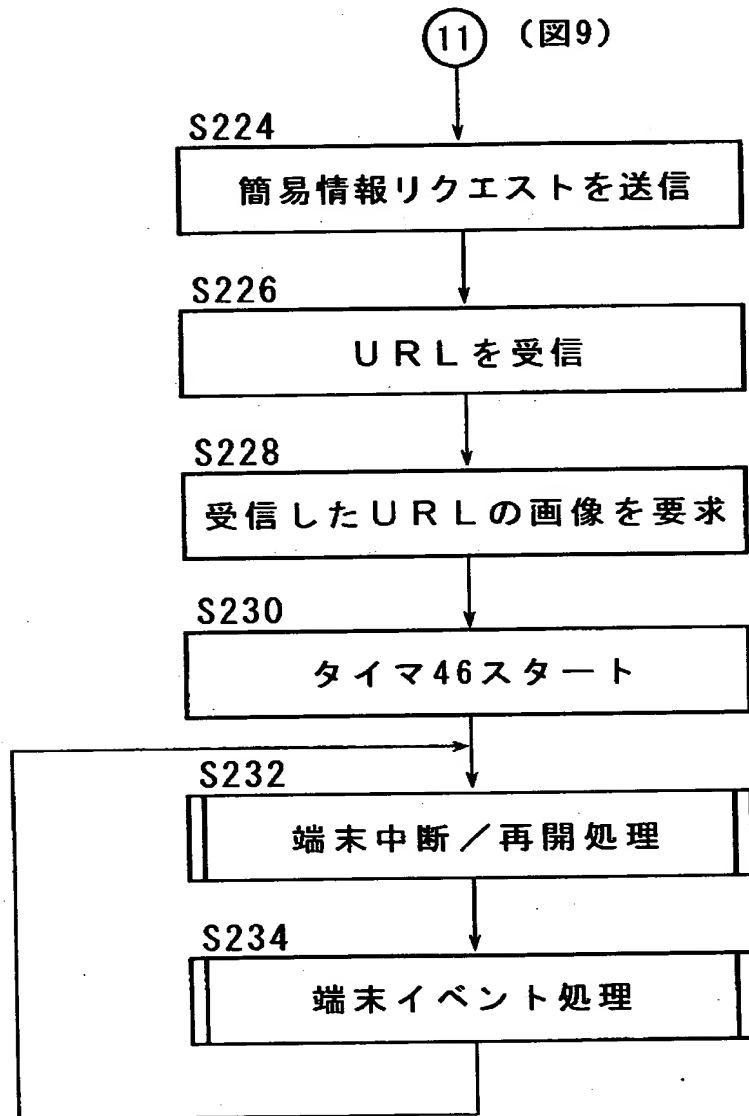 11 （図9）
S224
簡易情報リクエストを送信
S226
URLを受信
S228
受信したURLの画像を要求
S230
タイマ46スタート
S232
端末中断／再開処理
S234
端末イベント処理